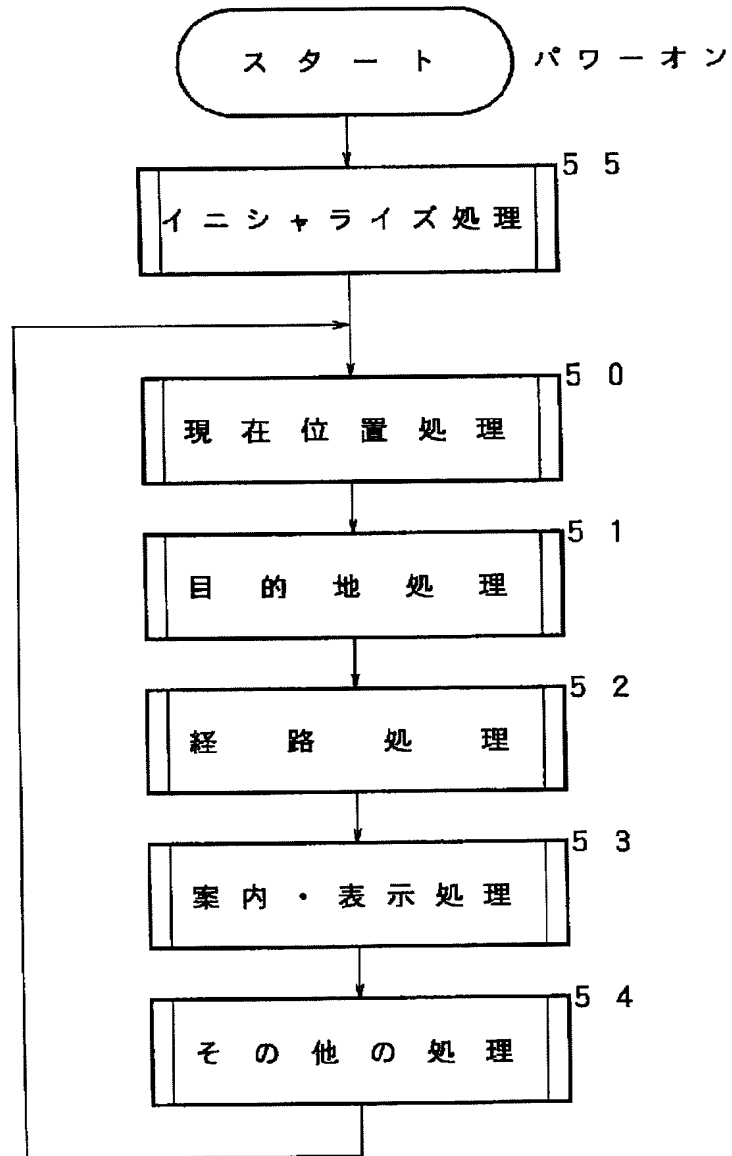 スタート
パワーオン
55
イニシャライズ処理
50
現在位置処理
51
目的地処理
52
経路処理
53
案内・表示処理
54
その他の処理